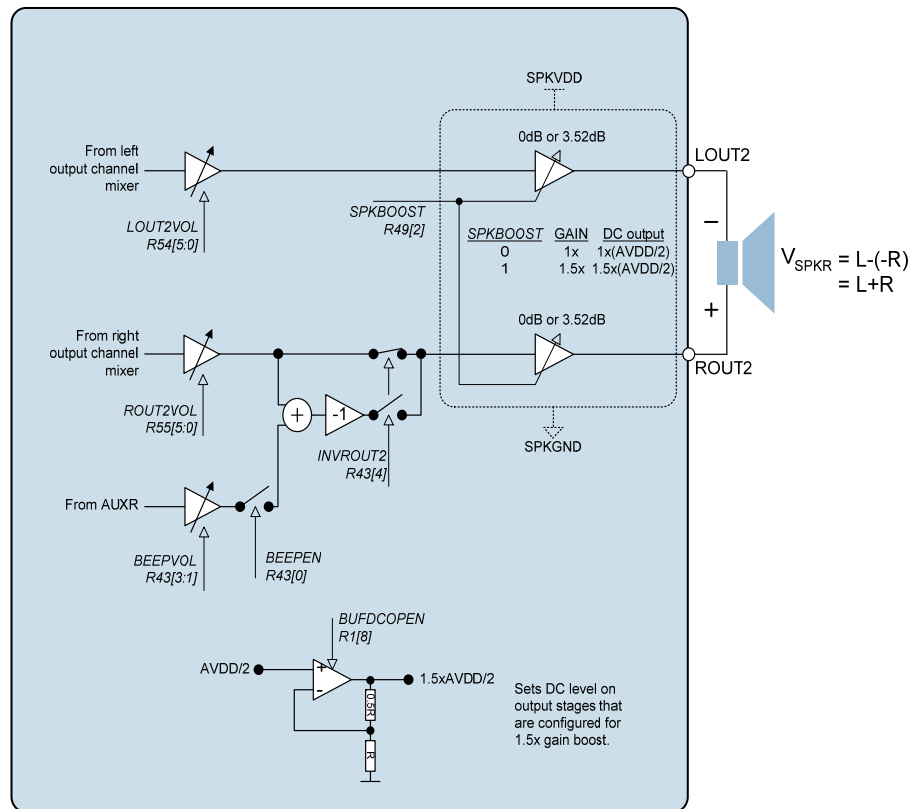 SPKVDD
0dB or 3.52dB
From left
output channel
mixer
LOUT2
LOUT2VOL
R54[5:0]
SPKBOOST
R49[2]
SPKBOOST GAIN DC output
0 1x 1x(AVDD/2)
1 1.5x 1.5x(AVDD/2)
–
VSPKR = L-(-R)
= L+R
+
0dB or 3.52dB
From right
output channel
mixer
ROUT2
ROUT2VOL
R55[5:0]
+
-1
INVROUT2
R43[4]
SPKGND
From AUXR
BEEPVOL
R43[3:1]
BEEPEN
R43[0]
BUFDCOPEN
R1[8]
AVDD/2
+
-
1.5xAVDD/2
0.5R
R
Sets DC level on
output stages that
are configured for
1.5x gain boost.